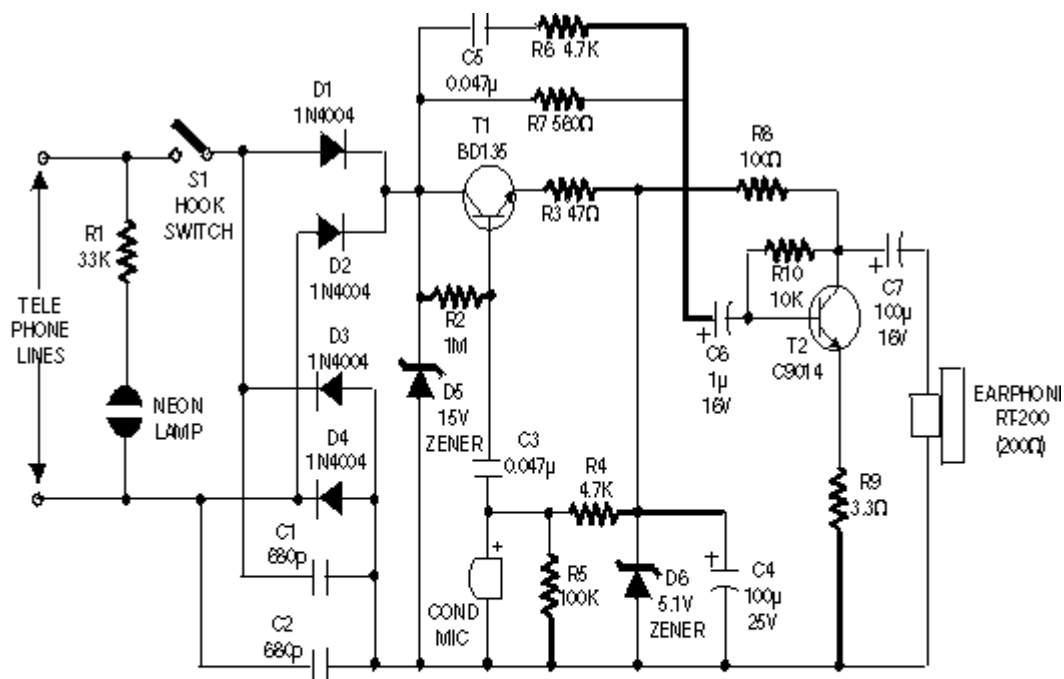 C5
0.047µ
R6 4.7K
R7 560Ω
D1
1N4004
T1
BD135
R8
100Ω
S1
HOOK
SWITCH
R3 47Ω
R1
33K
D2
1N4004
R10
10K
C7
100µ
16V
TELE
PHONE
LINES
R2
1M
C6
1µ
16V
T2
C9014
D3
1N4004
D5
15V
ZENER
NEON
LAMP
EARPHONE
RT-200
(200Ω)
D4
1N4004
C3
0.047µ
R4
4.7K
R9
3.3Ω
C1
680p
COND
MIC
R5
100K
D6
5.1V
ZENER
C4
100µ
25V
C2
680p